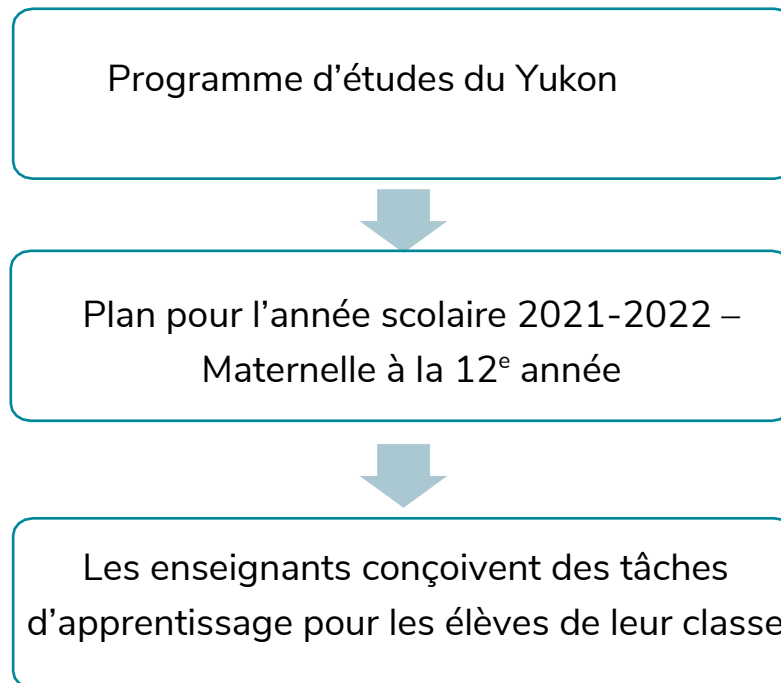 Programme d’études du Yukon
Plan pour l’année scolaire 2021-2022 –
Maternelle à la 12ᵉ année
Les enseignants conçoivent des tâches
d’apprentissage pour les élèves de leur classe